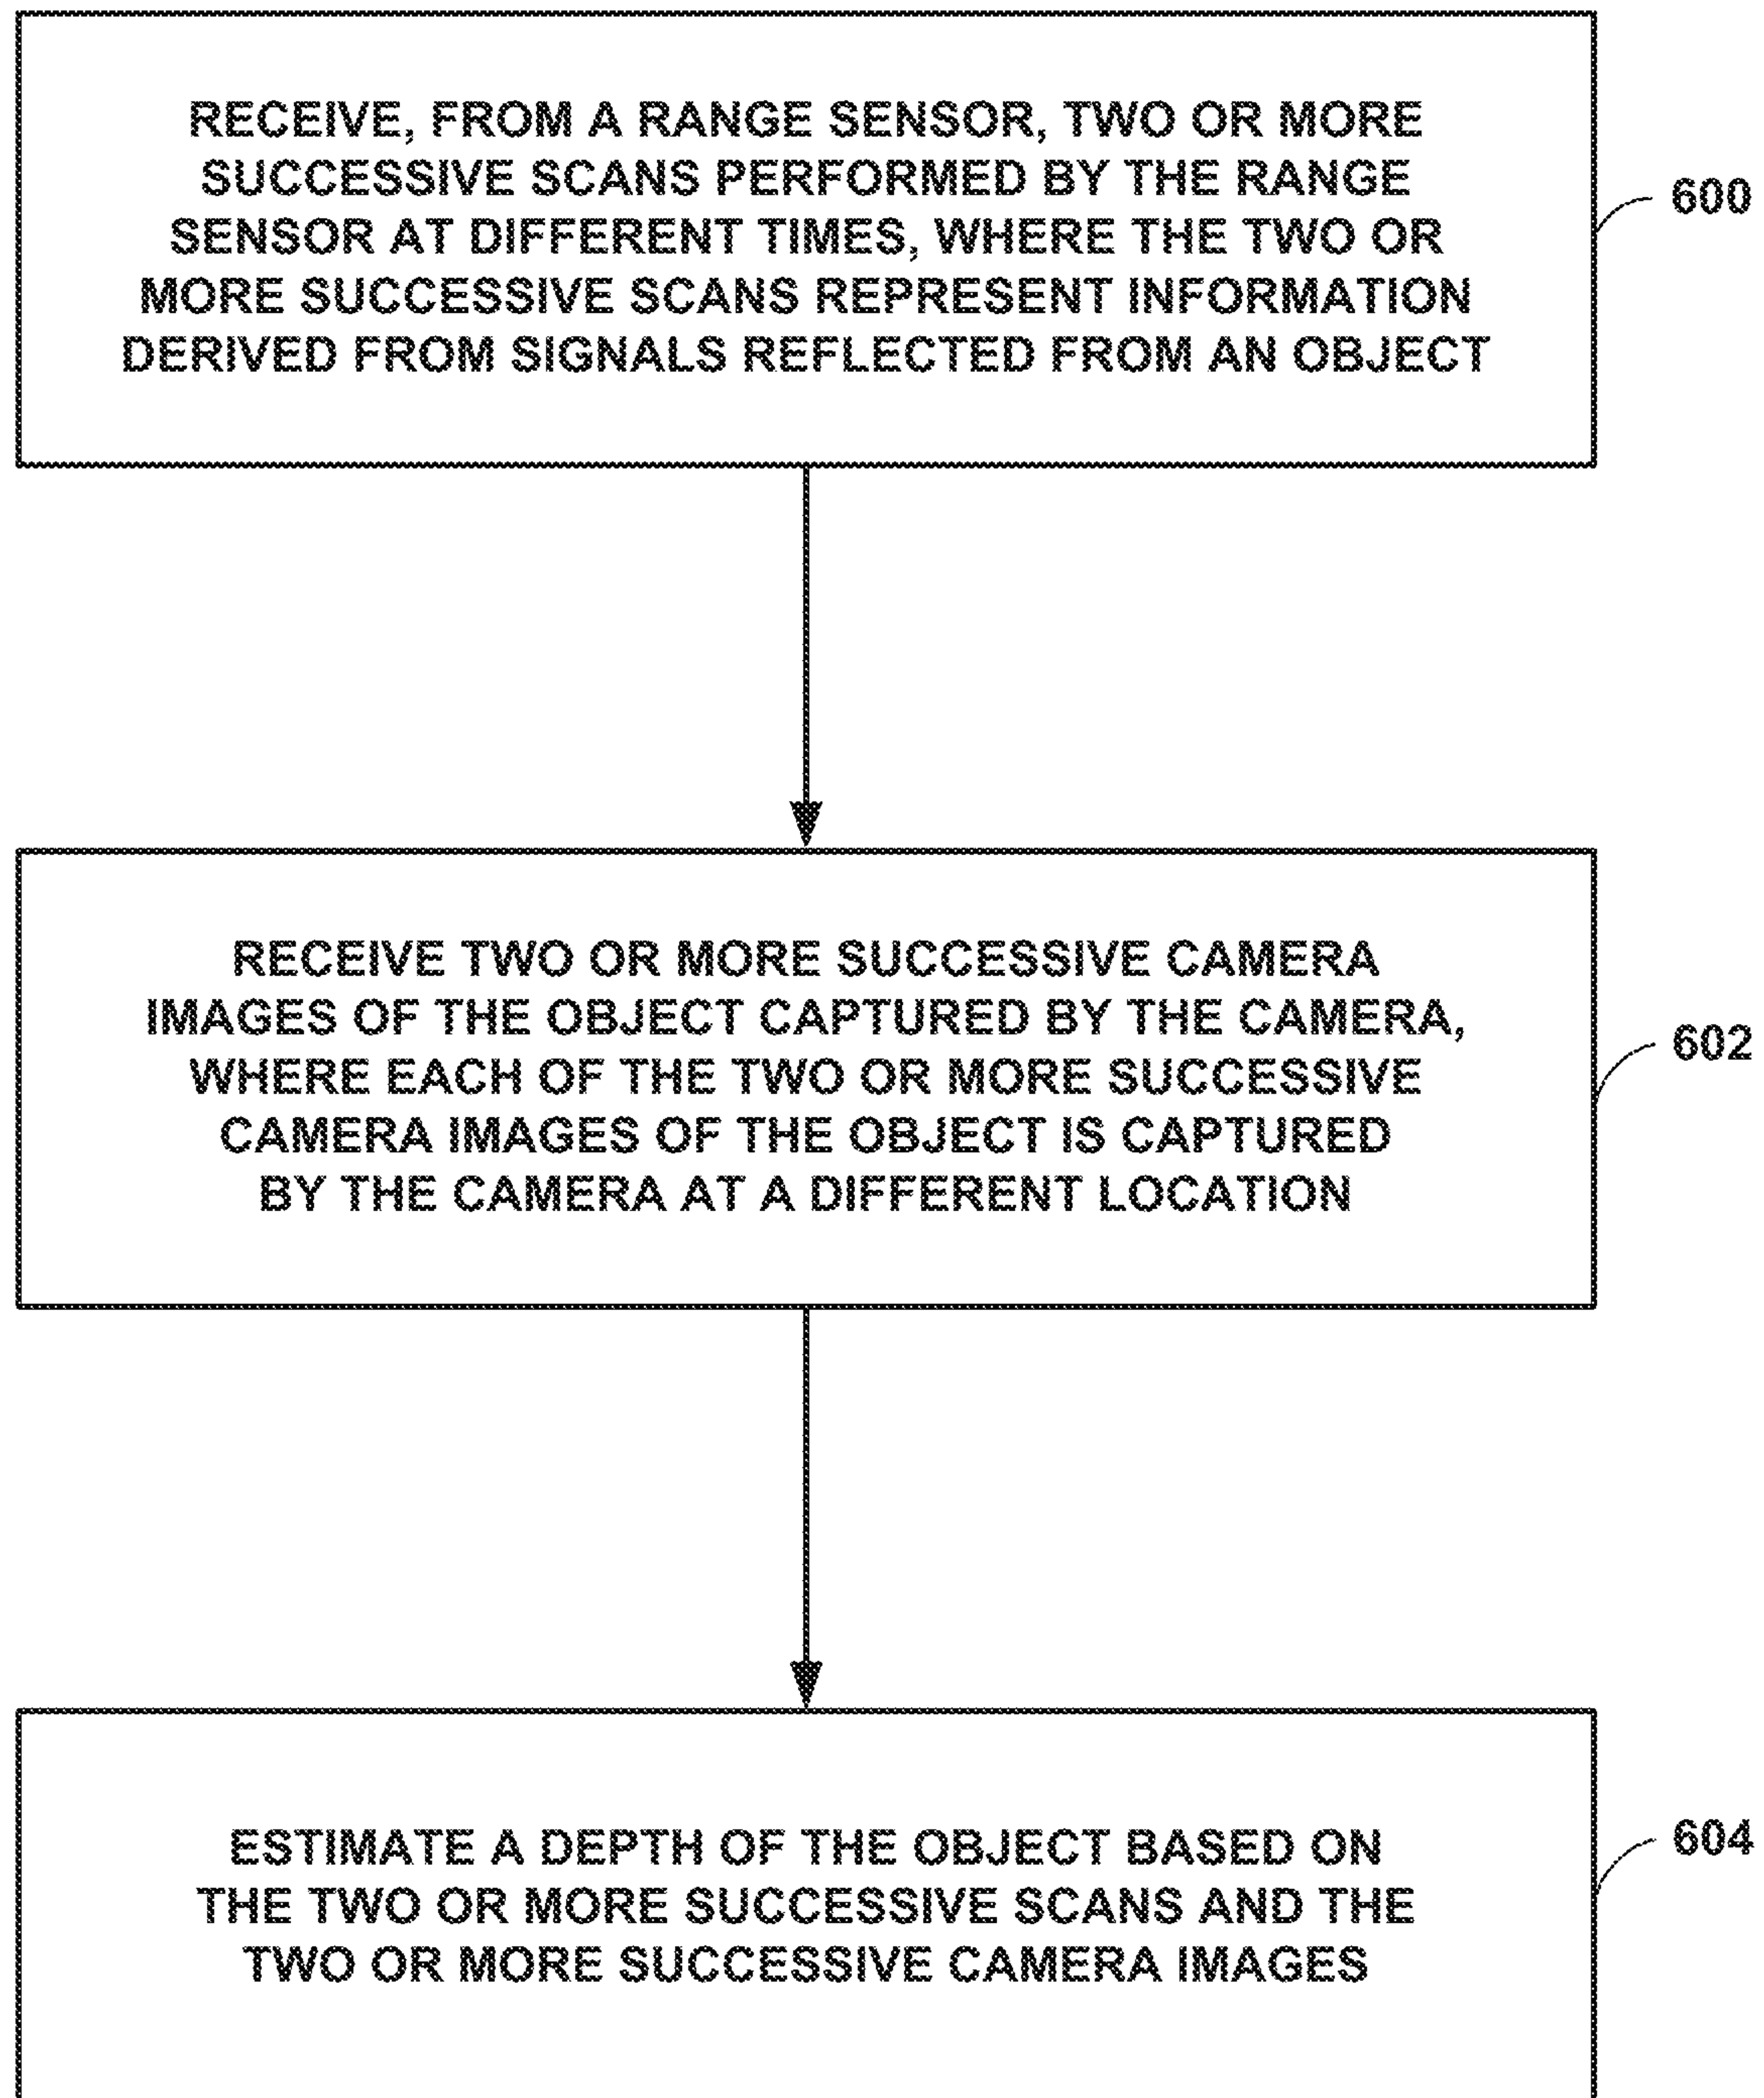 RECEIVE, FROM A RANGE SENSOR, TWO OR MORE
SUCCESSIVE SCANS PERFORMED BY THE RANGE
SENSOR AT DIFFERENT TIMES, WHERE THE TWO OR
MORE SUCCESSIVE SCANS REPRESENT INFORMATION
DERIVED FROM SIGNALS REFLECTED FROM AN OBJECT
600
RECEIVE TWO OR MORE SUCCESSIVE CAMERA
IMAGES OF THE OBJECT CAPTURED BY THE CAMERA,
WHERE EACH OF THE TWO OR MORE SUCCESSIVE
CAMERA IMAGES OF THE OBJECT IS CAPTURED
BY THE CAMERA AT A DIFFERENT LOCATION
602
ESTIMATE A DEPTH OF THE OBJECT BASED ON
THE TWO OR MORE SUCCESSIVE SCANS AND THE
TWO OR MORE SUCCESSIVE CAMERA IMAGES
604